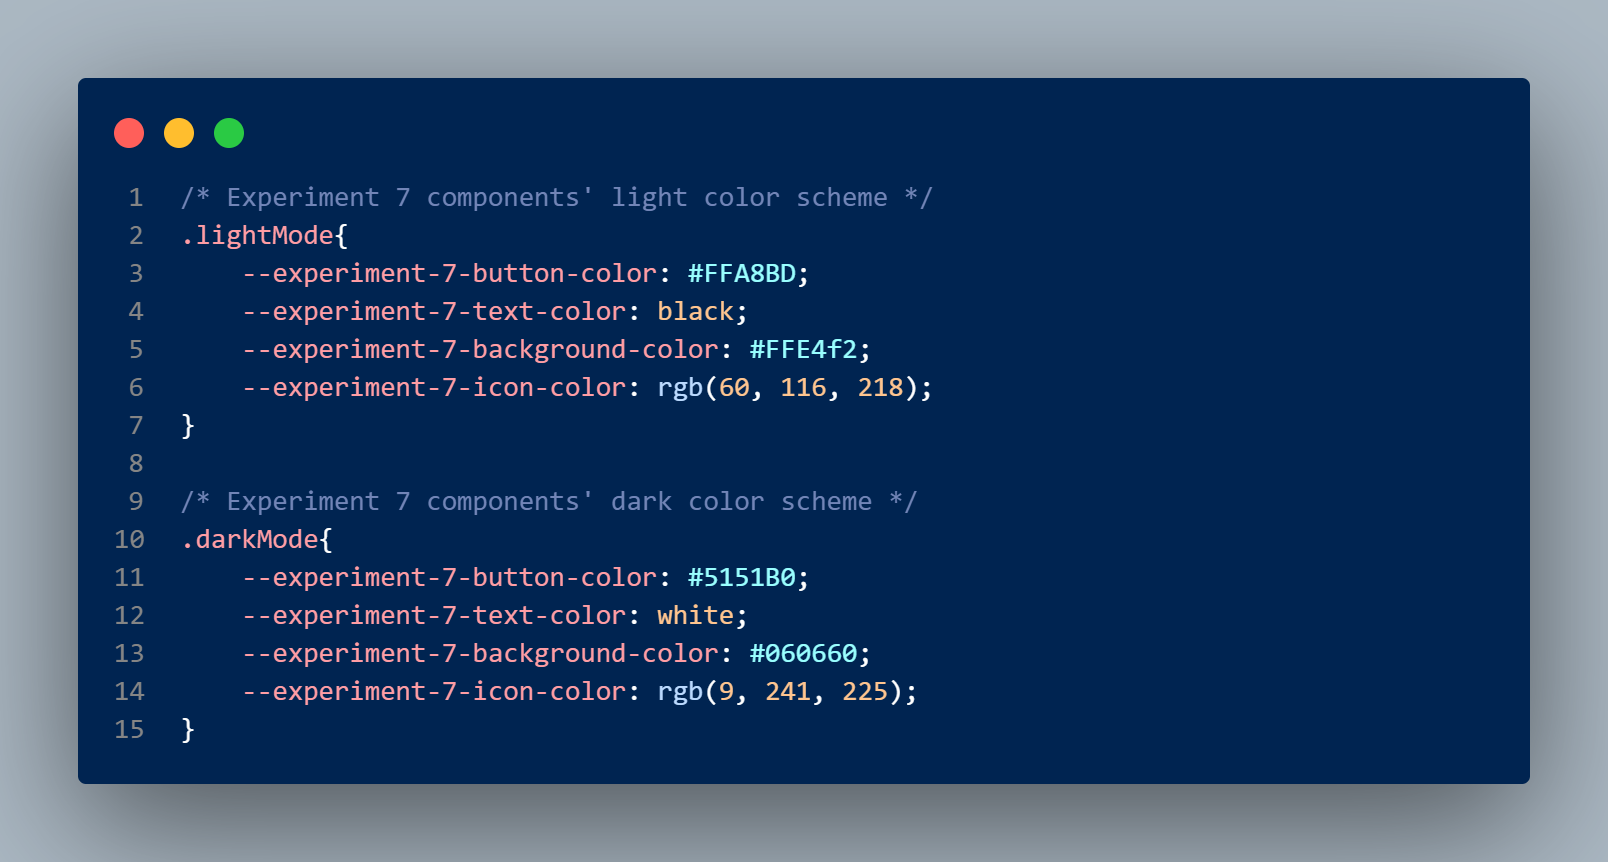 1 /* Experiment 7 components' light color scheme */
2 .lightMode{
3     --experiment-7-button-color: #FFA8BD;
4     --experiment-7-text-color: black;
5     --experiment-7-background-color: #FFE4f2;
6     --experiment-7-icon-color: rgb(60, 116, 218);
7 }
8
9 /* Experiment 7 components' dark color scheme */
10 .darkMode{
11     --experiment-7-button-color: #5151B0;
12     --experiment-7-text-color: white;
13     --experiment-7-background-color: #060660;
14     --experiment-7-icon-color: rgb(9, 241, 225);
15 }